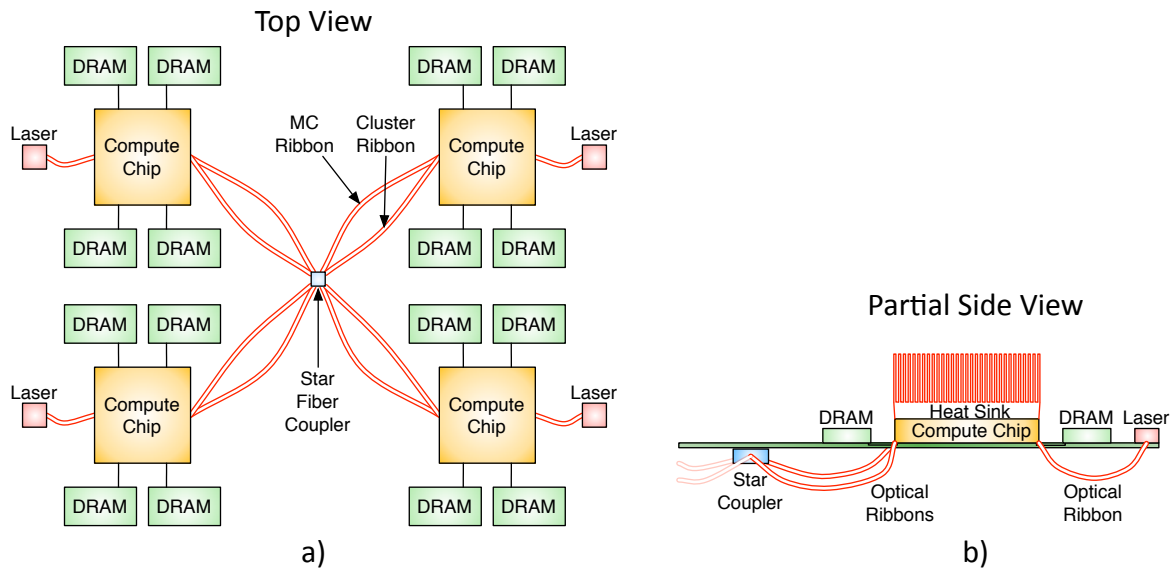 Top View
DRAM
DRAM
DRAM
DRAM
Laser
Compute
Chip
MC
Ribbon
Cluster
Ribbon
Compute
Chip
Laser
DRAM
DRAM
DRAM
DRAM
DRAM
DRAM
DRAM
DRAM
Laser
Compute
Chip
Star
Fiber
Coupler
Compute
Chip
Laser
DRAM
DRAM
DRAM
DRAM
a)
Partial Side View
Heat Sink
DRAM
Compute Chip
DRAM
Laser
Star
Coupler
Optical
Ribbons
Optical
Ribbon
b)